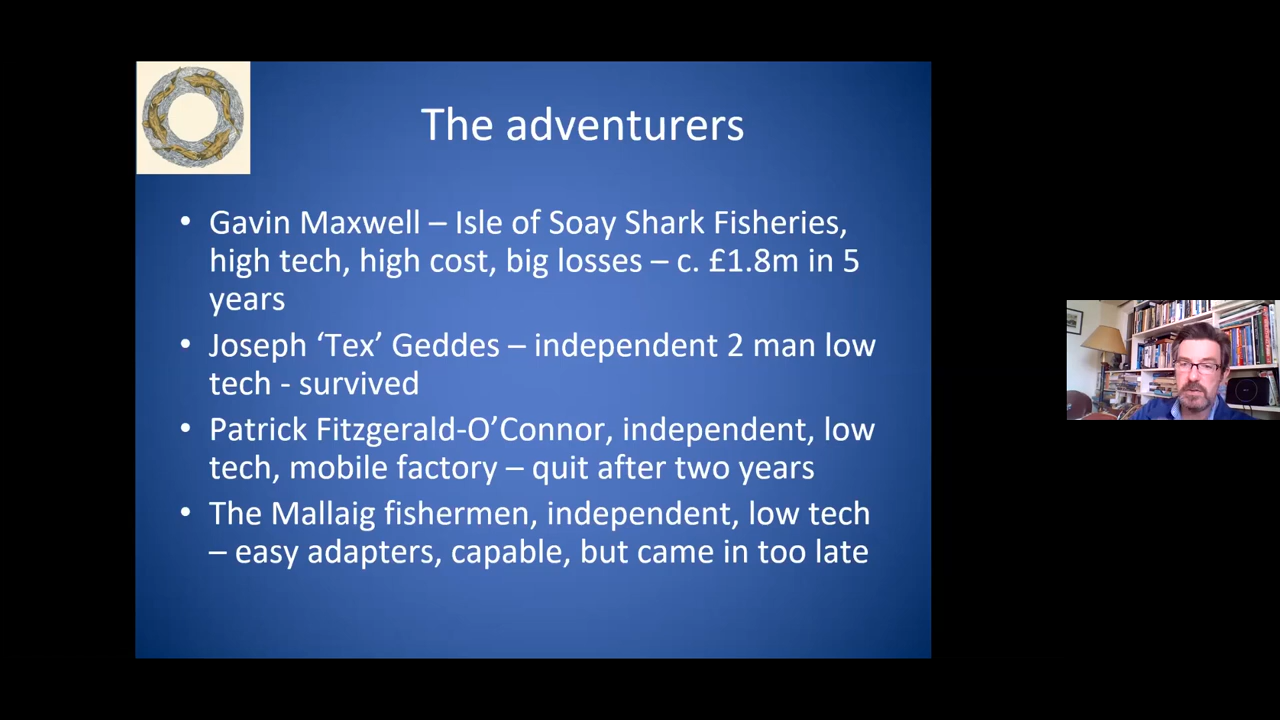 The adventurers
• Gavin Maxwell – Isle of Soay Shark Fisheries,
high tech, high cost, big losses – c. £1.8m in 5
years
• Joseph ‘Tex’ Geddes – independent 2 man low
tech - survived
• Patrick Fitzgerald-O’Connor, independent, low
tech, mobile factory – quit after two years
• The Mallaig fishermen, independent, low tech
– easy adapters, capable, but came in too late